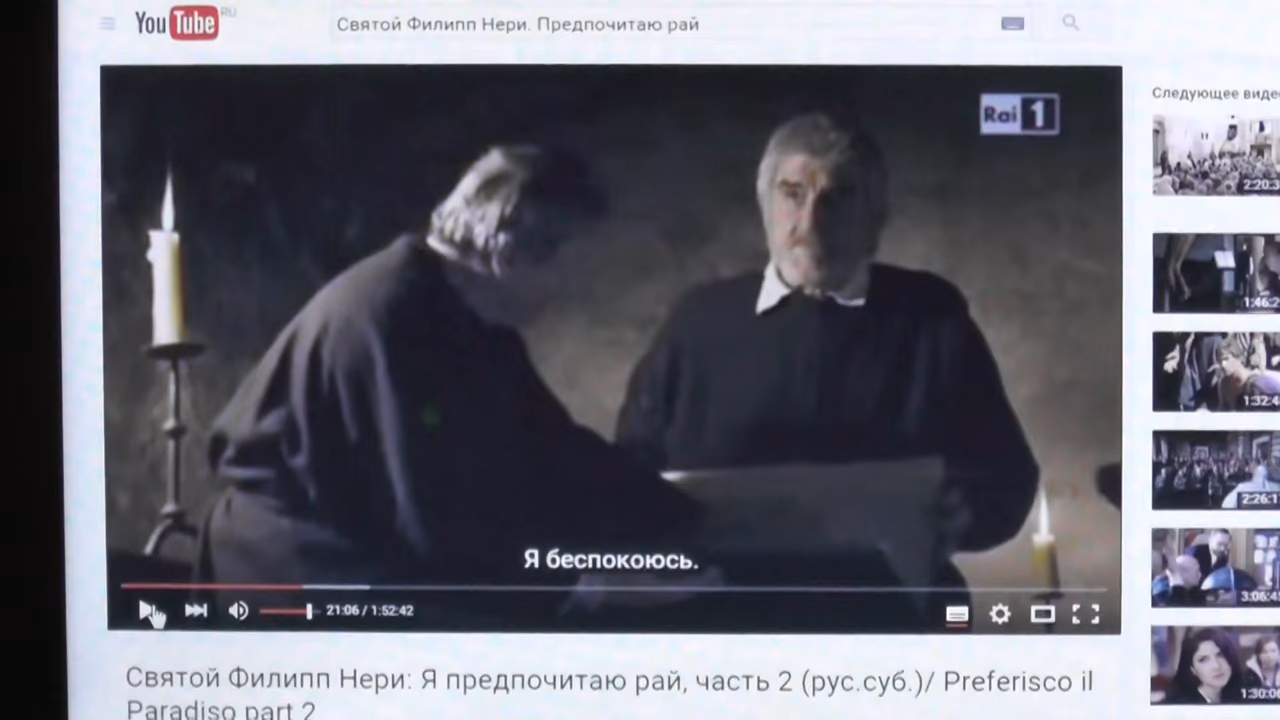 YouTube RU
Святой Филипп Нери. Предпочитаю рай
Rai 1
Следующее виде
2:20:3
1:46:2
1:32:4
2:26:1
3:06:4
1:30:0
Я беспокоюсь.
21:06 / 1:52:42
Святой Филипп Нери: Я предпочитаю рай, часть 2 (рус.суб.)/ Preferisco il
Paradiso part 2